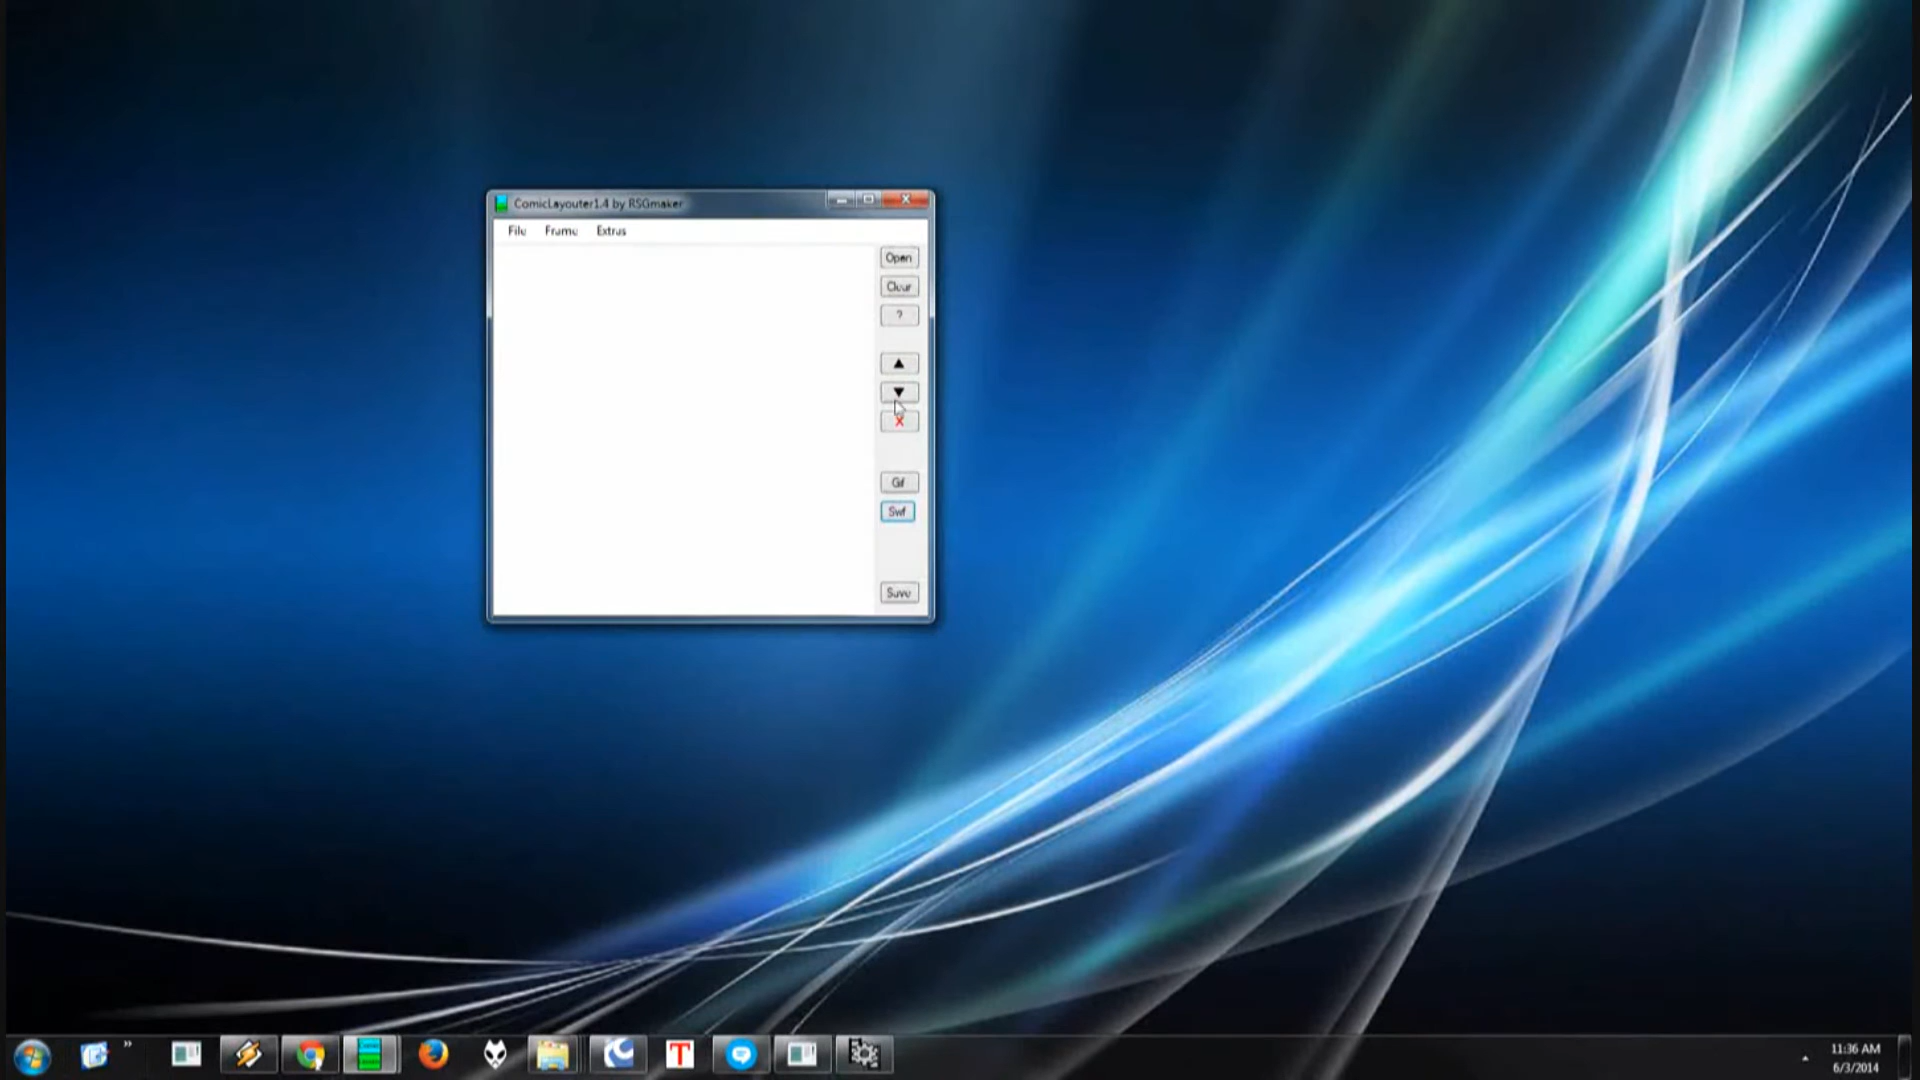 ComicLayouter1.4 by RSGmaker
File Frame Extras
Open
Clear
?
X
Gif
Swf
Save
T
11:36 AM
6/3/2014